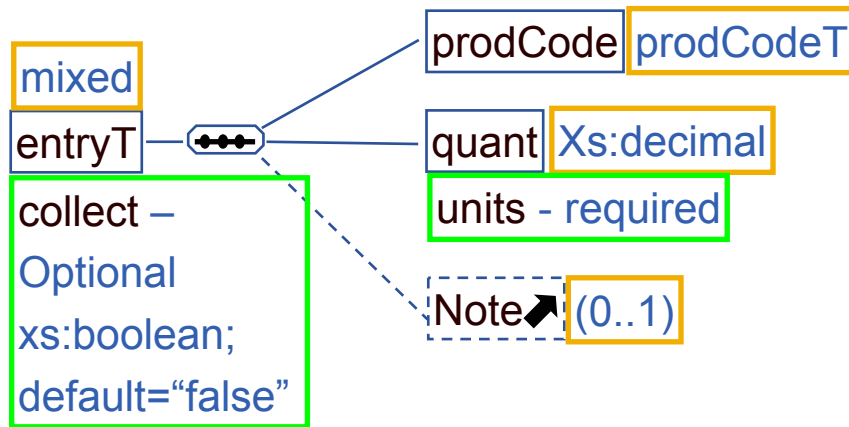 mixed
entryT
collect –
Optional
xs:boolean;
default=“false”
prodCode prodCodeT
quant Xs:decimal
units - required
Note (0..1)